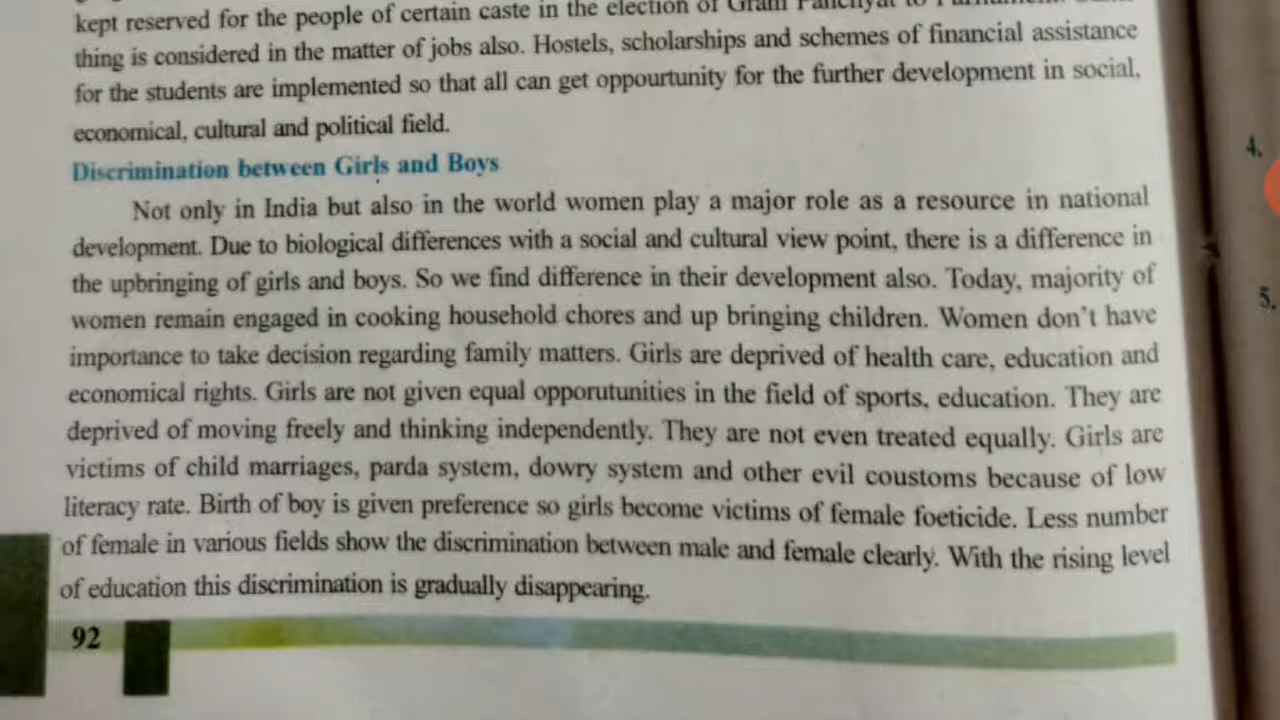 kept reserved for the people of certain caste in the election of Gram Panchyat to Parliament. Same
thing is considered in the matter of jobs also. Hostels, scholarships and schemes of financial assistance
for the students are implemented so that all can get oppourtunity for the further development in social,
economical, cultural and political field.
Discrimination between Girls and Boys
Not only in India but also in the world women play a major role as a resource in national
development. Due to biological differences with a social and cultural view point, there is a difference in
the upbringing of girls and boys. So we find difference in their development also. Today, majority of
women remain engaged in cooking household chores and up bringing children. Women don't have
importance to take decision regarding family matters. Girls are deprived of health care, education and
economical rights. Girls are not given equal opporutunities in the field of sports, education. They are
deprived of moving freely and thinking independently. They are not even treated equally. Girls are
victims of child marriages, parda system, dowry system and other evil coustoms because of low
literacy rate. Birth of boy is given preference so girls become victims of female foeticide. Less number
of female in various fields show the discrimination between male and female clearly. With the rising level
of education this discrimination is gradually disappearing.
92
4.
5.